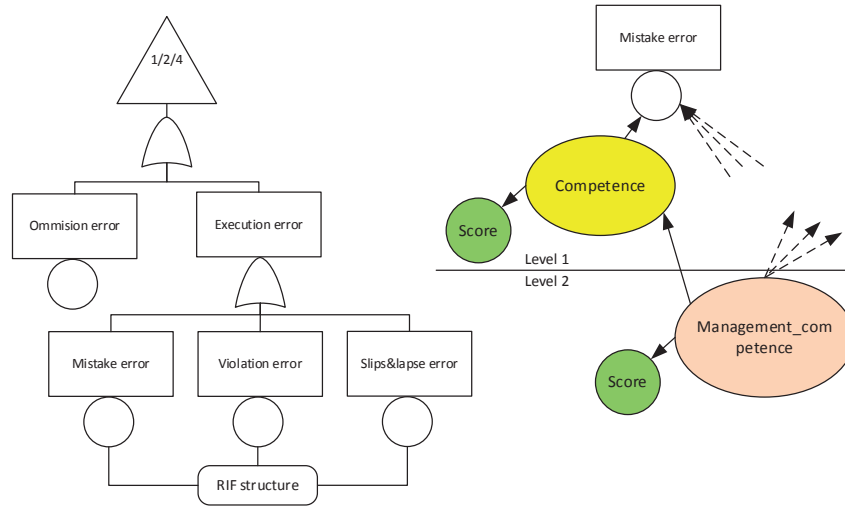 1/2/4
Ommision error
Execution error
Mistake error
Violation error
Slips&lapse error
RIF structure
Mistake error
Competence
Score
Level 1
Level 2
Management_com
petence
Score